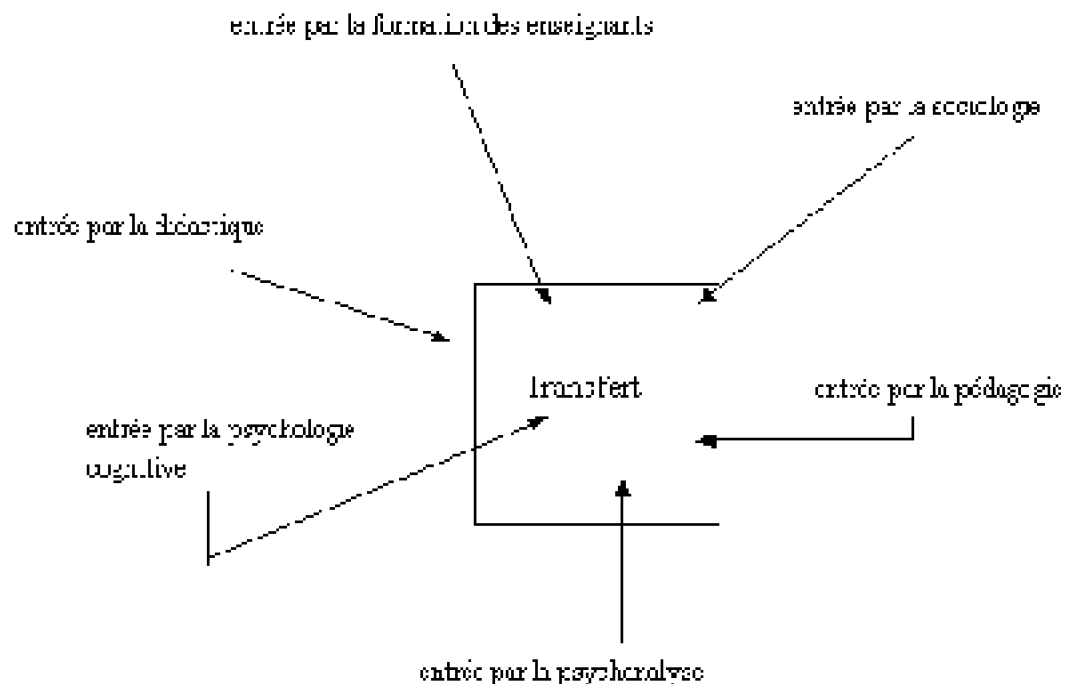 entrée par la formation des enseignants
entrée par la sociologie
entrée par la didactique
Transfert
entrée par la pédagogie
entrée par la psychologie
cognitive
entrée par la psychanalyse